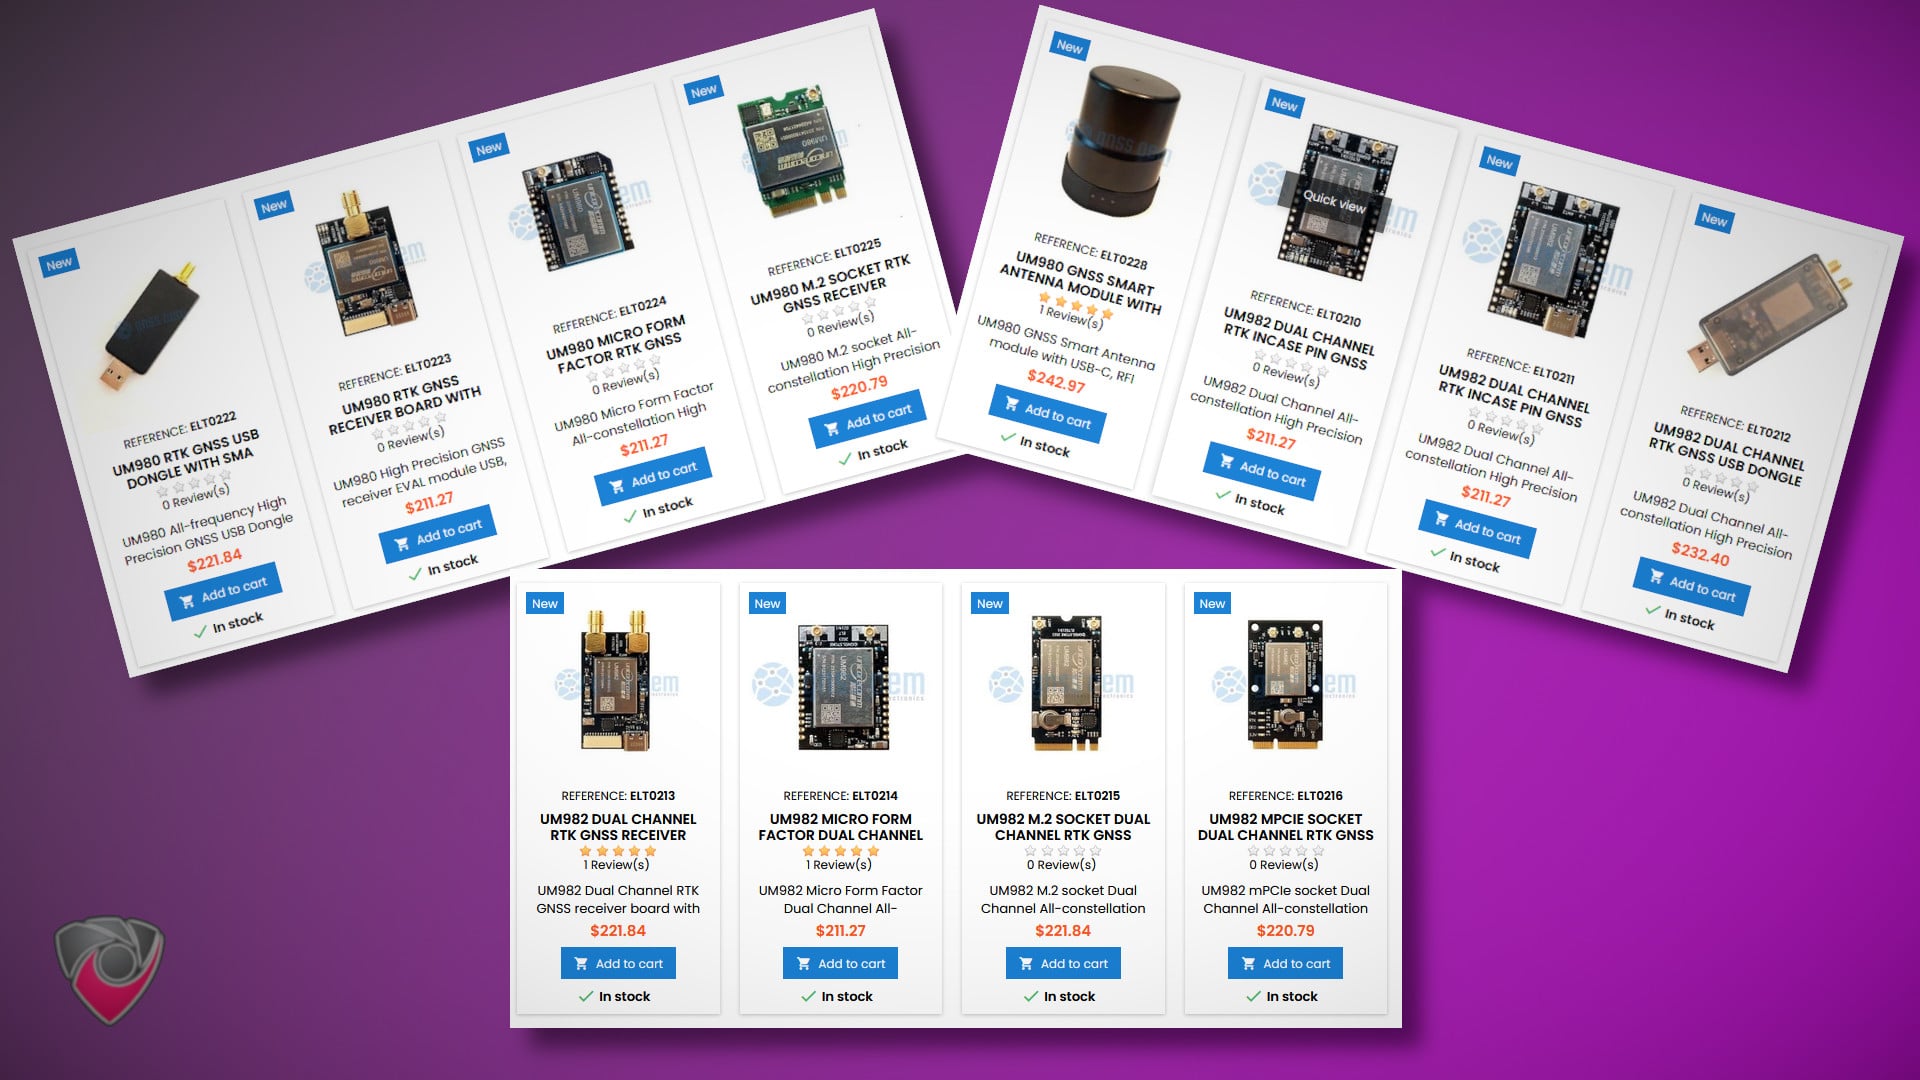 New
REFERENCE: ELT0222
UM980 RTK GNSS USB
DONGLE WITH SMA
0 Review(s)
UM980 All-frequency High
Precision GNSS USB Dongle
$221.84
Add to cart
In stock
New
REFERENCE: ELT0223
UM980 RTK GNSS
RECEIVER BOARD WITH
0 Review(s)
UM980 High Precision GNSS
receiver EVAL module USB,
$211.27
Add to cart
In stock
New
REFERENCE: ELT0224
UM980 MICRO FORM
FACTOR RTK GNSS
0 Review(s)
UM980 Micro Form Factor
All-constellation High
$211.27
Add to cart
In stock
New
REFERENCE: ELT0225
UM980 M.2 SOCKET RTK
GNSS RECEIVER
0 Review(s)
UM980 M.2 socket All-
constellation High Precision
$220.79
Add to cart
In stock
New
REFERENCE: ELT0228
UM980 GNSS SMART
ANTENNA MODULE WITH
1 Review(s)
UM980 GNSS Smart Antenna
module with USB-C, RFI
$242.97
Add to cart
In stock
New
Quick view
REFERENCE: ELT0210
UM982 DUAL CHANNEL
RTK INCASE PIN GNSS
0 Review(s)
UM982 Dual Channel All-
constellation High Precision
$211.27
Add to cart
In stock
New
REFERENCE: ELT0211
UM982 DUAL CHANNEL
RTK INCASE PIN GNSS
0 Review(s)
UM982 Dual Channel All-
constellation High Precision
$211.27
Add to cart
In stock
New
REFERENCE: ELT0212
UM982 DUAL CHANNEL
RTK GNSS USB DONGLE
0 Review(s)
UM982 Dual Channel All-
constellation High Precision
$232.40
Add to cart
In stock
New
REFERENCE: ELT0213
UM982 DUAL CHANNEL
RTK GNSS RECEIVER
1 Review(s)
UM982 Dual Channel RTK
GNSS receiver board with
$221.84
Add to cart
In stock
New
UM982
REFERENCE: ELT0214
UM982 MICRO FORM
FACTOR DUAL CHANNEL
1 Review(s)
UM982 Micro Form Factor
Dual Channel All-
$211.27
Add to cart
In stock
New
REFERENCE: ELT0215
UM982 M.2 SOCKET DUAL
CHANNEL RTK GNSS
0 Review(s)
UM982 M.2 socket Dual
Channel All-constellation
$221.84
Add to cart
In stock
New
REFERENCE: ELT0216
UM982 MPCIE SOCKET
DUAL CHANNEL RTK GNSS
0 Review(s)
UM982 mPCIe socket Dual
Channel All-constellation
$220.79
Add to cart
In stock